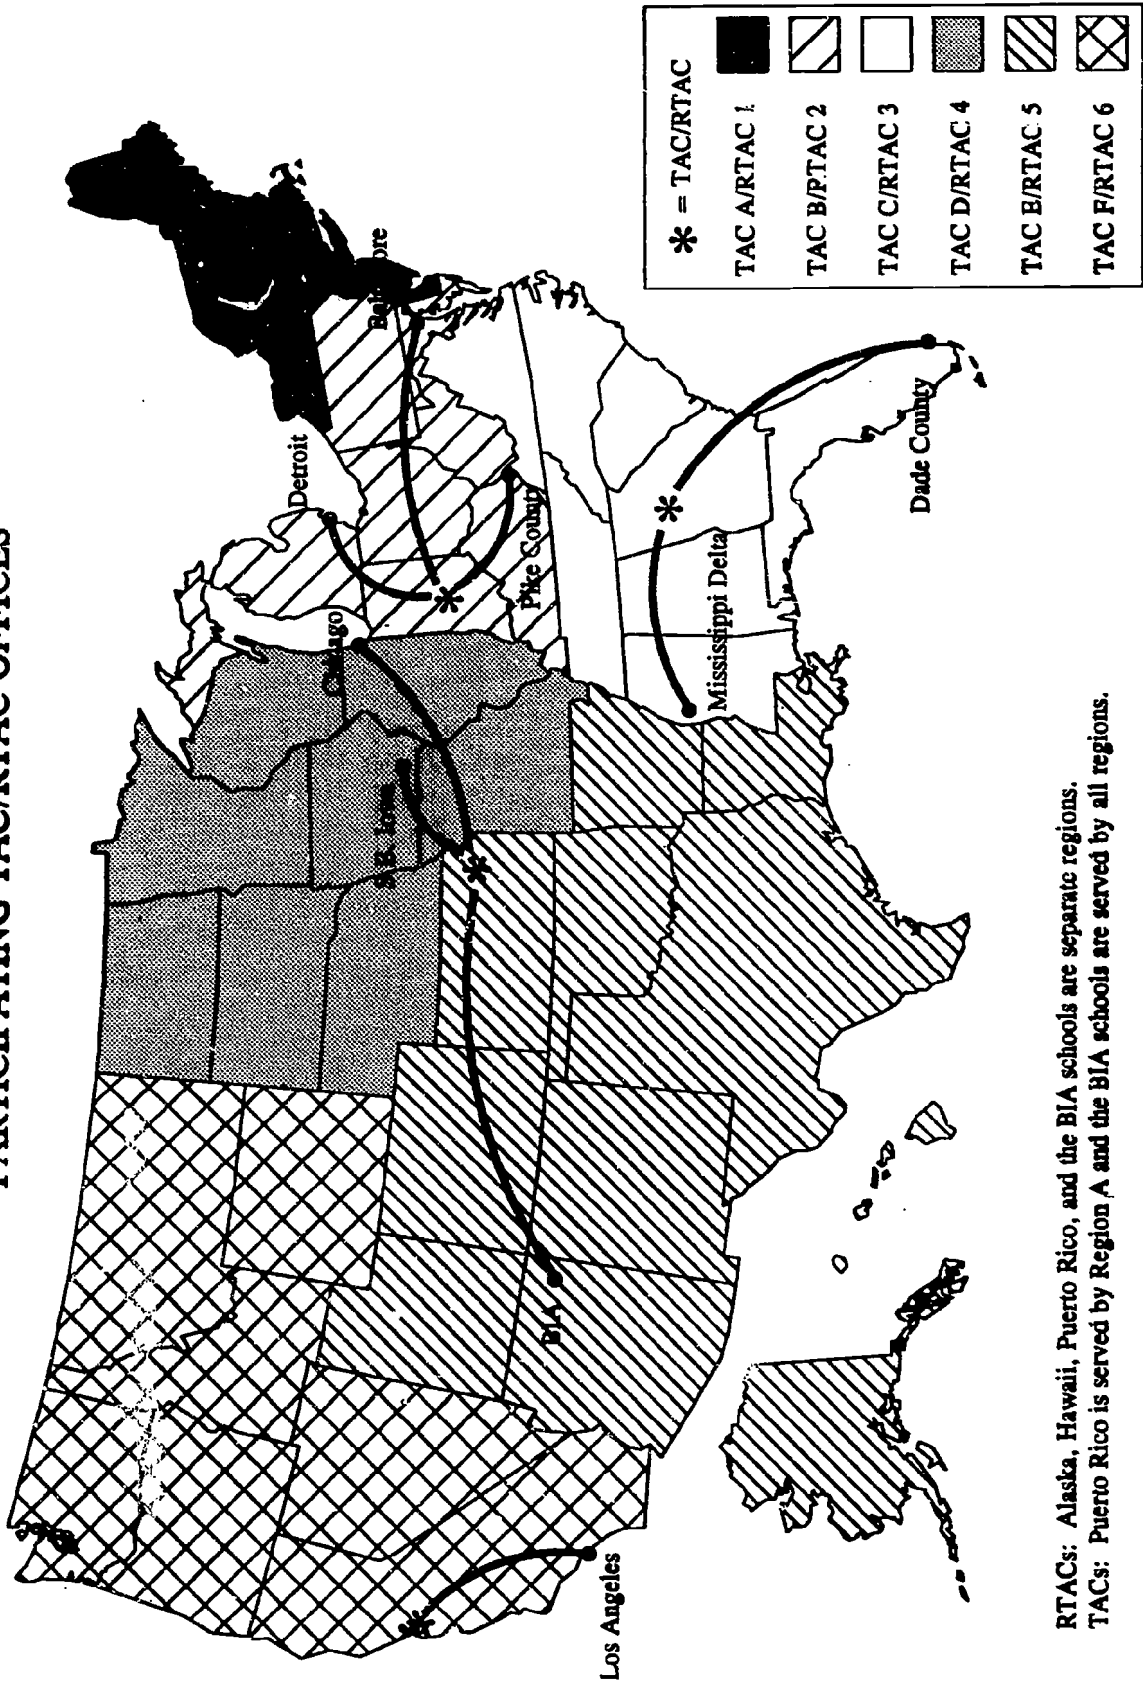 PARTICIPATING TAC/RTAC OFFICES
Detroit
Chicago
Pike County
S.E. Iowa
Mississippi Delta
Dade County
BIA
Los Angeles
* = TAC/RTAC
TAC A/RTAC 1
TAC B/RTAC 2
TAC C/RTAC 3
TAC D/RTAC 4
TAC E/RTAC 5
TAC F/RTAC 6
RTACs: Alaska, Hawaii, Puerto Rico, and the BIA schools are separate regions.
TACs: Puerto Rico is served by Region A and the BIA schools are served by all regions.